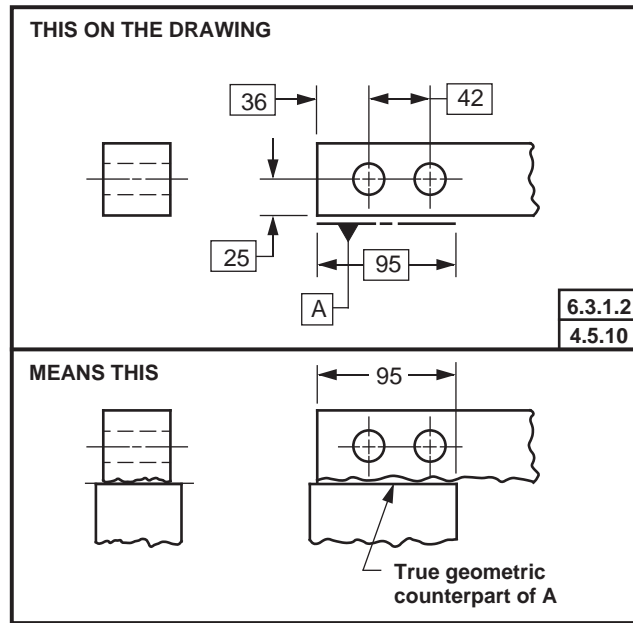 THIS ON THE DRAWING
36
42
25
95
A
6.3.1.2
4.5.10
MEANS THIS
95
True geometric
counterpart of A